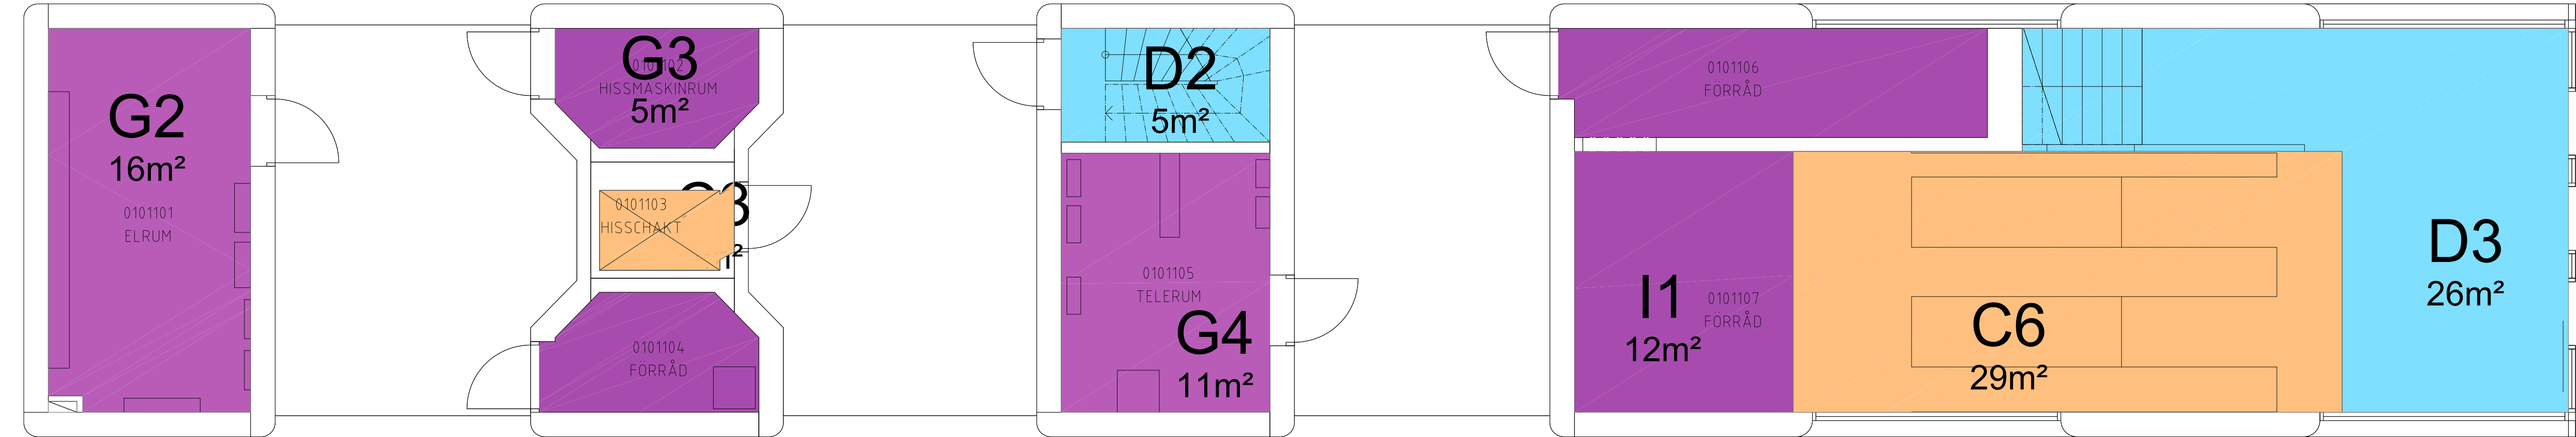 G2
16m²
0101101
ELRUM
G3
0101102
HISSMASKINRUM
5m²
0101103
HISSCHAKT
0101104
FÖRRÅD
D2
5m²
0101105
TELERUM
G4
11m²
0101106
FÖRRÅD
I1
12m²
0101107
FÖRRÅD
C6
29m²
D3
26m²